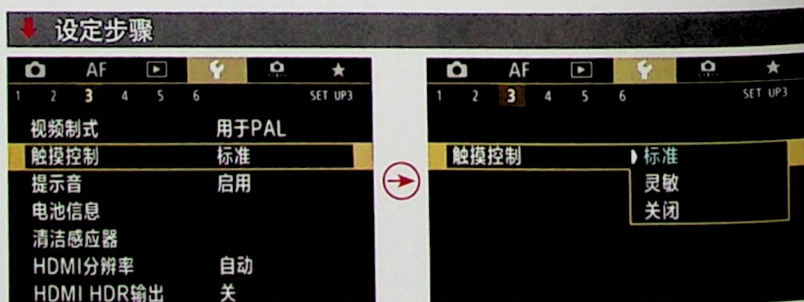 设定步骤
AF
1 2 3 4 5 6 SET UP3
视频制式 用于PAL
触摸控制 标准
提示音 启用
电池信息
清洁感应器
HDMI分辨率 自动
HDMI HDR输出 关
AF
1 2 3 4 5 6 SET UP3
触摸控制 标准
灵敏
关闭